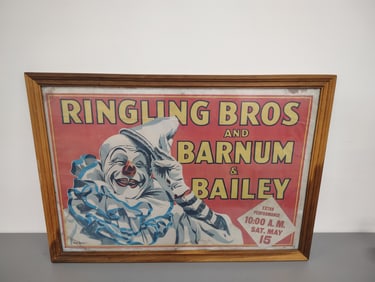 RINGLING BROS
AND
BARNUM
&
BAILEY
EXTRA
PERFORMANCE
10:00 A.M.
SAT. MAY
15